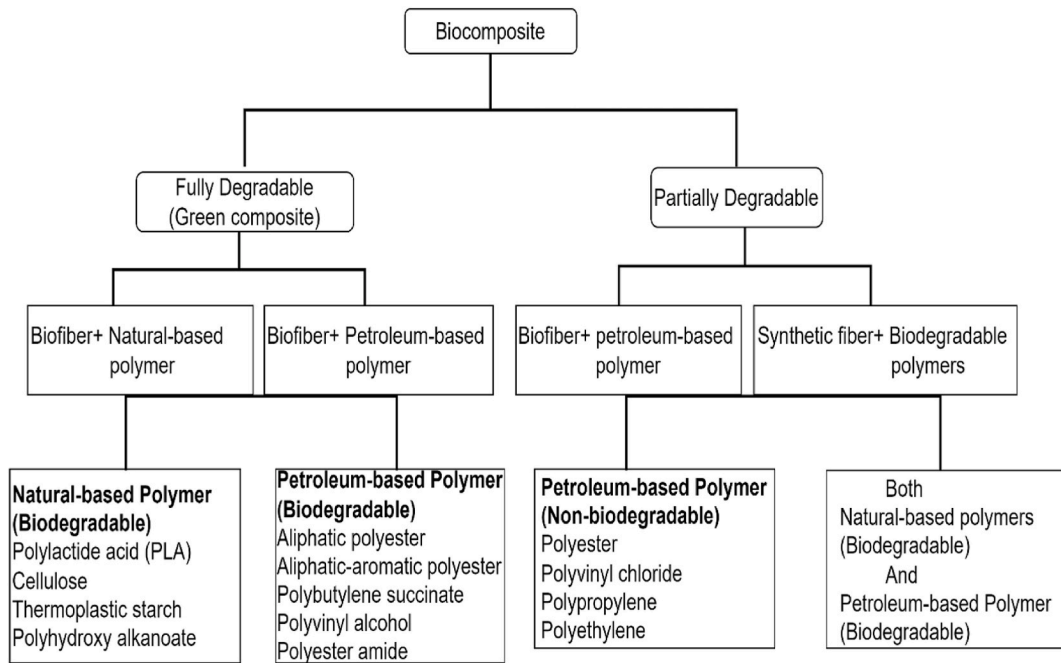 Biocomposite
Fully Degradable
(Green composite)
Partially Degradable
Biofiber+ Natural-based
polymer
Biofiber+ Petroleum-based
polymer
Biofiber+ petroleum-based
polymer
Synthetic fiber+ Biodegradable
polymers
Natural-based Polymer
(Biodegradable)
Polylactide acid (PLA)
Cellulose
Thermoplastic starch
Polyhydroxy alkanoate
Petroleum-based Polymer
(Biodegradable)
Aliphatic polyester
Aliphatic-aromatic polyester
Polybutylene succinate
Polyvinyl alcohol
Polyester amide
Petroleum-based Polymer
(Non-biodegradable)
Polyester
Polyvinyl chloride
Polypropylene
Polyethylene
Both
Natural-based polymers
(Biodegradable)
And
Petroleum-based Polymer
(Biodegradable)